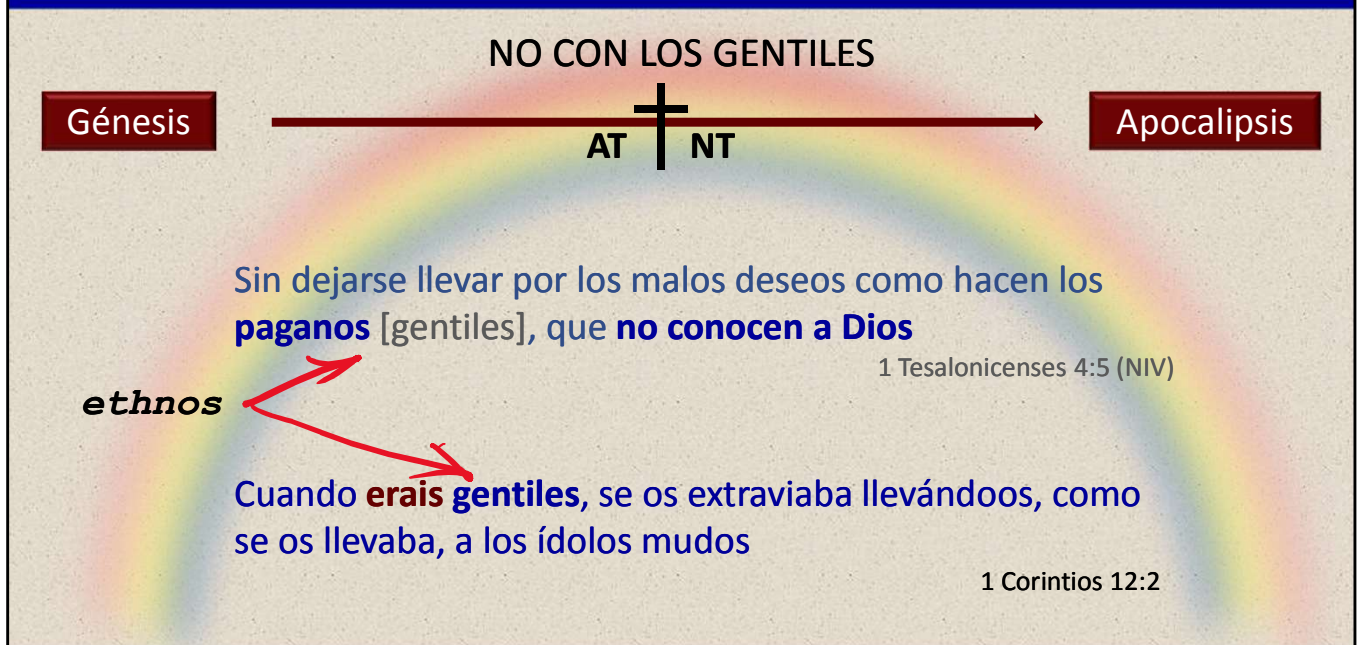 NO CON LOS GENTILES
Génesis
Apocalipsis
AT NT
Sin dejarse llevar por los malos deseos como hacen los
paganos [gentiles], que no conocen a Dios
1 Tesalonicenses 4:5 (NIV)
ethnos
Cuando erais gentiles, se os extraviaba llevándoos, como
se os llevaba, a los ídolos mudos
1 Corintios 12:2